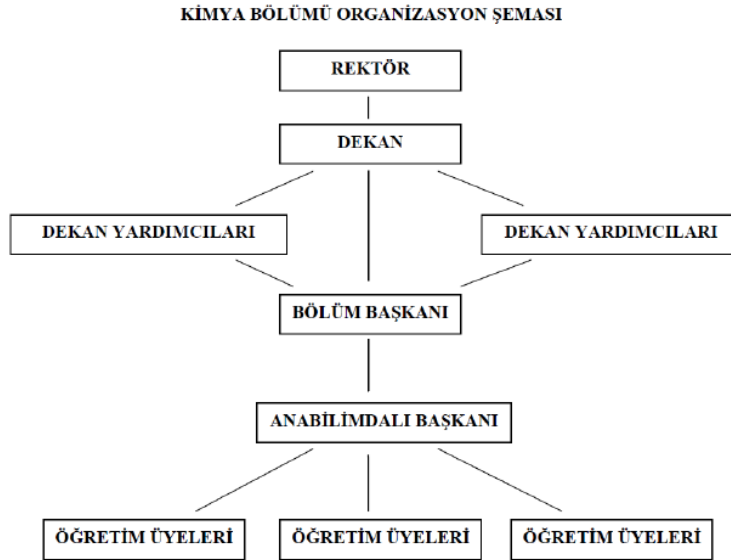 KİMYA BÖLÜMÜ ORGANİZASYON ŞEMASI
REKTÖR
DEKAN
DEKAN YARDIMCILARI
DEKAN YARDIMCILARI
BÖLÜM BAŞKANI
ANABİLİMDALI BAŞKANI
ÖĞRETİM ÜYELERİ
ÖĞRETİM ÜYELERİ
ÖĞRETİM ÜYELERİ